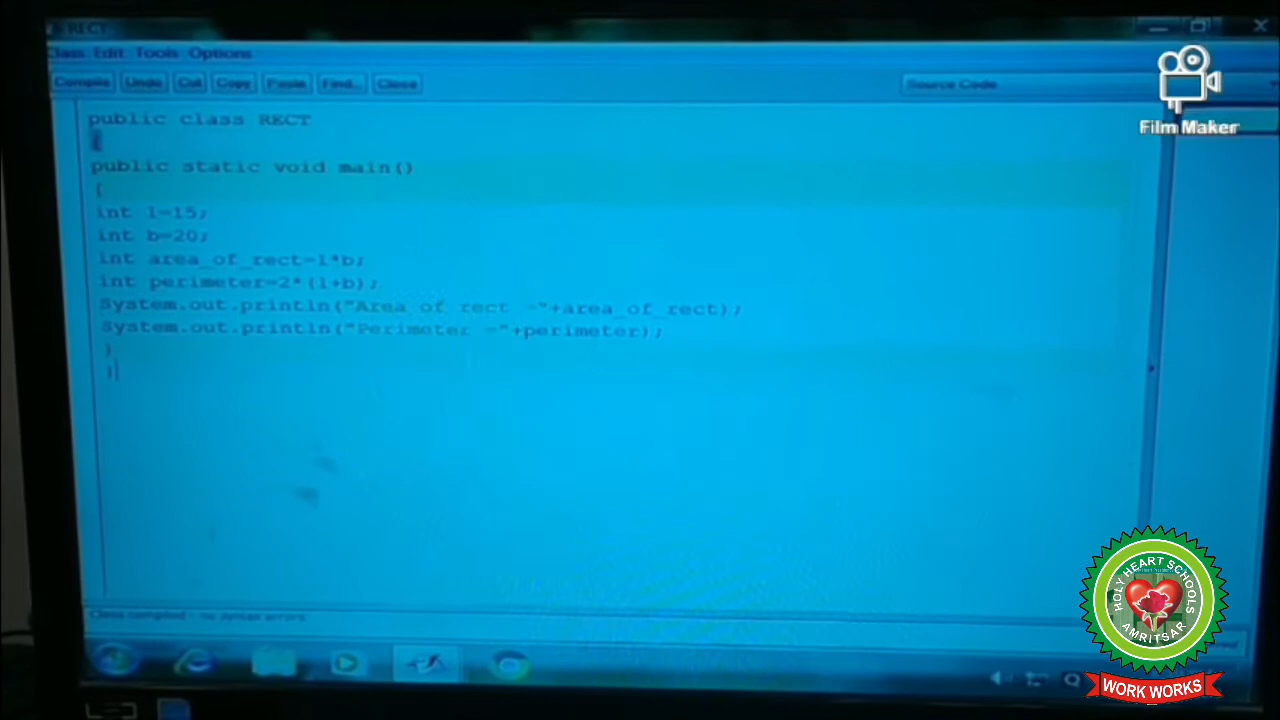 RECT
Class Edit Tools Options
Compile Undo Cut Copy Paste Find... Close Source Code
Film Maker
public class RECT
{
public static void main()
{
int l=15;
int b=20;
int area_of_rect=l*b;
int perimeter=2*(l+b);
System.out.println("Area of rect ="+area_of_rect);
System.out.println("Perimeter ="+perimeter);
}
}
Class compiled - no syntax errors
HOLY HEART SCHOOLS
AMRITSAR
WORK WORKS